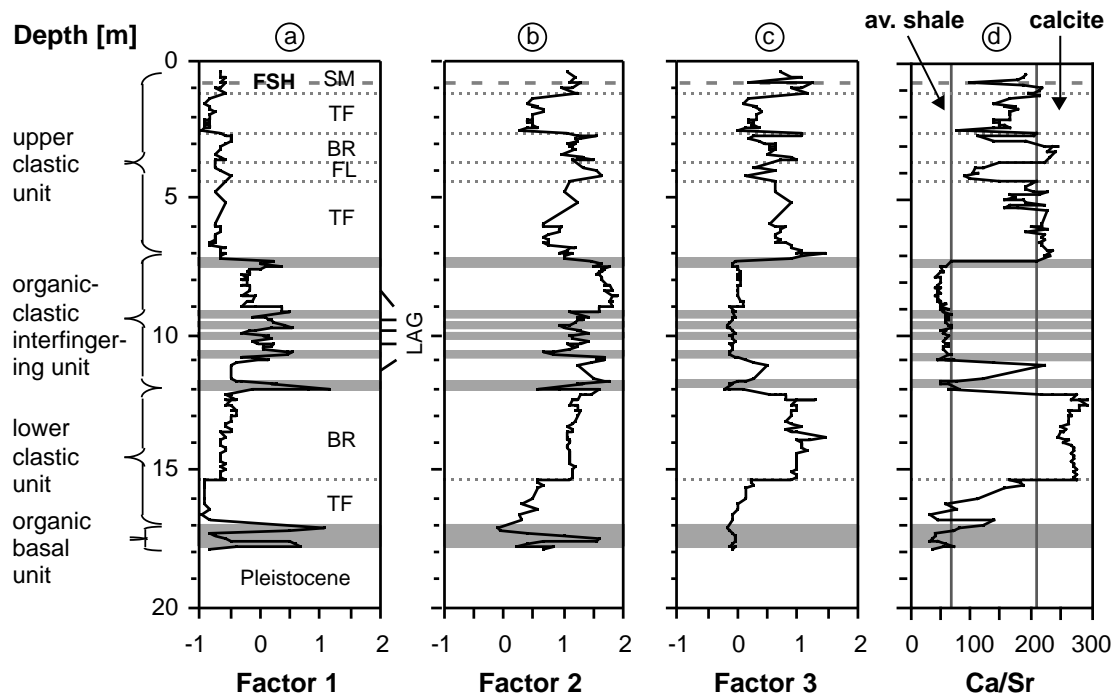 av. shale
calcite
Depth [m]
a
b
c
d
0
5
10
15
20
upper
clastic
unit
organic-
clastic
interfinger-
ing unit
lower
clastic
unit
organic
basal
unit
FSH
SM
TF
BR
FL
TF
LAG
BR
TF
Pleistocene
-1 0 1 2
-1 0 1 2
-1 0 1 2
0 100 200 300
Factor 1
Factor 2
Factor 3
Ca/Sr